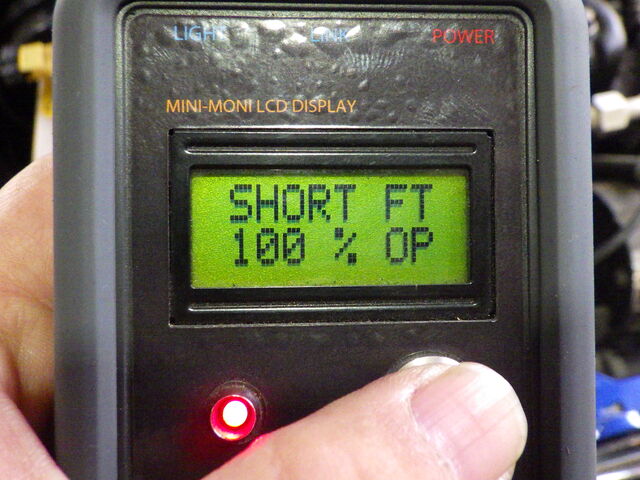 LIGHT LINK POWER
MINI-MONI LCD DISPLAY
SHORT FT
100 % OP